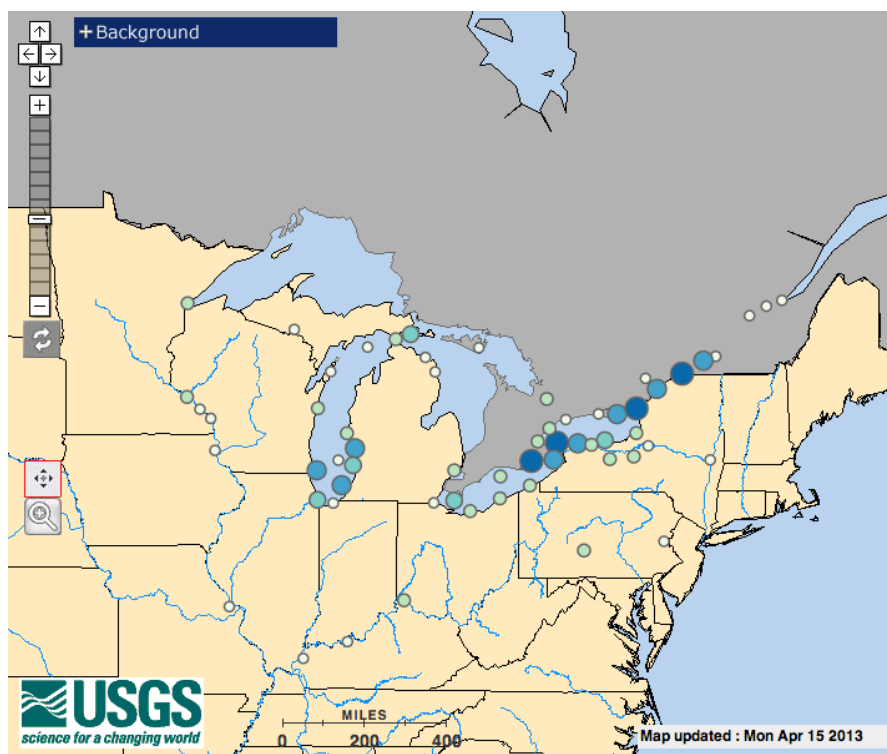 +Background
USGS
science for a changing world
MILES
0 200 400
Map updated : Mon Apr 15 2013